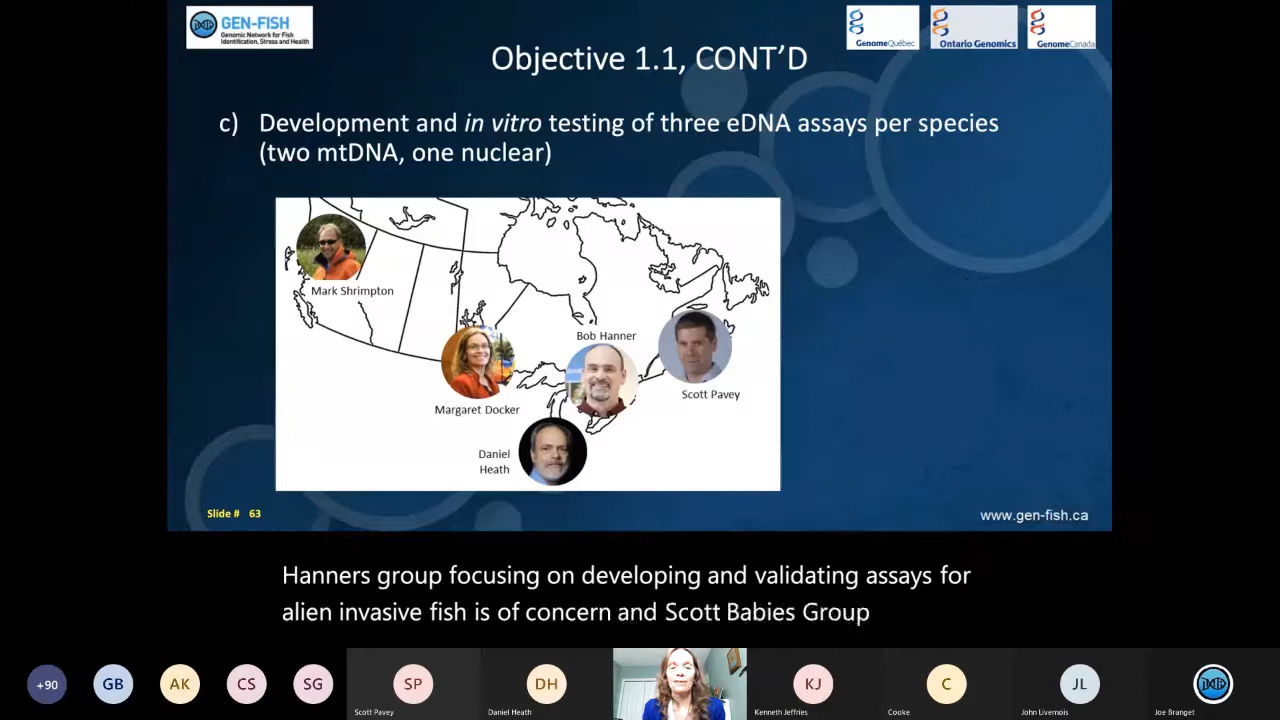 GEN-FISH
Genomic Network for Fish
Identification, Stress and Health
GenomeQuébec
Ontario Genomics
GenomeCanada
Objective 1.1, CONT’D
c) Development and in vitro testing of three eDNA assays per species
(two mtDNA, one nuclear)
Mark Shrimpton
Bob Hanner
Scott Pavey
Margaret Docker
Daniel
Heath
Slide # 63
www.gen-fish.ca
Hanners group focusing on developing and validating assays for
alien invasive fish is of concern and Scott Babies Group
+90
GB
AK
CS
SG
SP
DH
KJ
C
JL
Scott Pavey
Daniel Heath
Kenneth Jeffries
Cooke
John Livernois
Joe Branget